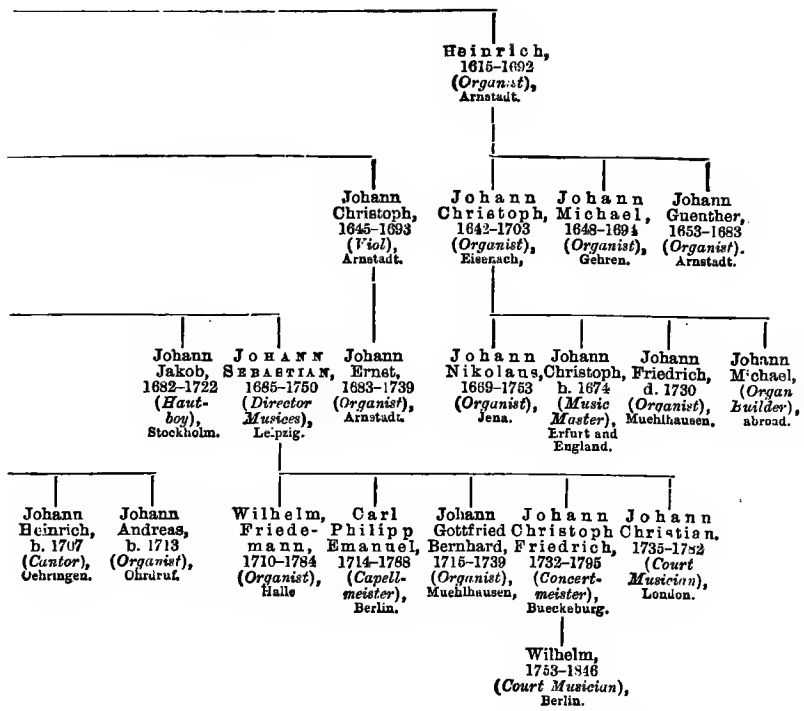 Heinrich,
1615–1692
(Organist),
Arnstadt.
Johann
Christoph,
1645–1693
(Viol),
Arnstadt.
Johann
Christoph,
1642–1703
(Organist),
Eisenach,
Johann
Michael,
1648–1694
(Organist),
Gehren.
Johann
Guenther,
1653–1683
(Organist).
Arnstadt.
Johann
Jakob,
1682–1722
(Haut-
boy),
Stockholm.
JOHANN
SEBASTIAN,
1685–1750
(Director
Musices),
Leipzig.
Johann
Ernst,
1683–1739
(Organist),
Arnstadt.
Johann
Nikolaus,
1669–1753
(Organist),
Jena.
Johann
Christoph,
b. 1674
(Music
Master),
Erfurt and
England.
Johann
Friedrich,
d. 1730
(Organist),
Muehlhausen.
Johann
Michael,
(Organ
Builder),
abroad.
Johann
Heinrich,
b. 1707
(Cantor),
Oehringen.
Johann
Andreas,
b. 1713
(Organist),
Ohrdruf.
Wilhelm,
Friede-
mann,
1710–1784
(Organist),
Halle
Carl
Philipp
Emanuel,
1714–1788
(Capell-
meister),
Berlin.
Johann
Gottfried
Bernhard,
1715–1739
(Organist),
Muehlhausen,
Johann
Christoph
Friedrich,
1732–1795
(Concert-
meister),
Bueckeburg.
Johann
Christian.
1735–1782
(Court
Musician),
London.
Wilhelm,
1753–1846
(Court Musician),
Berlin.